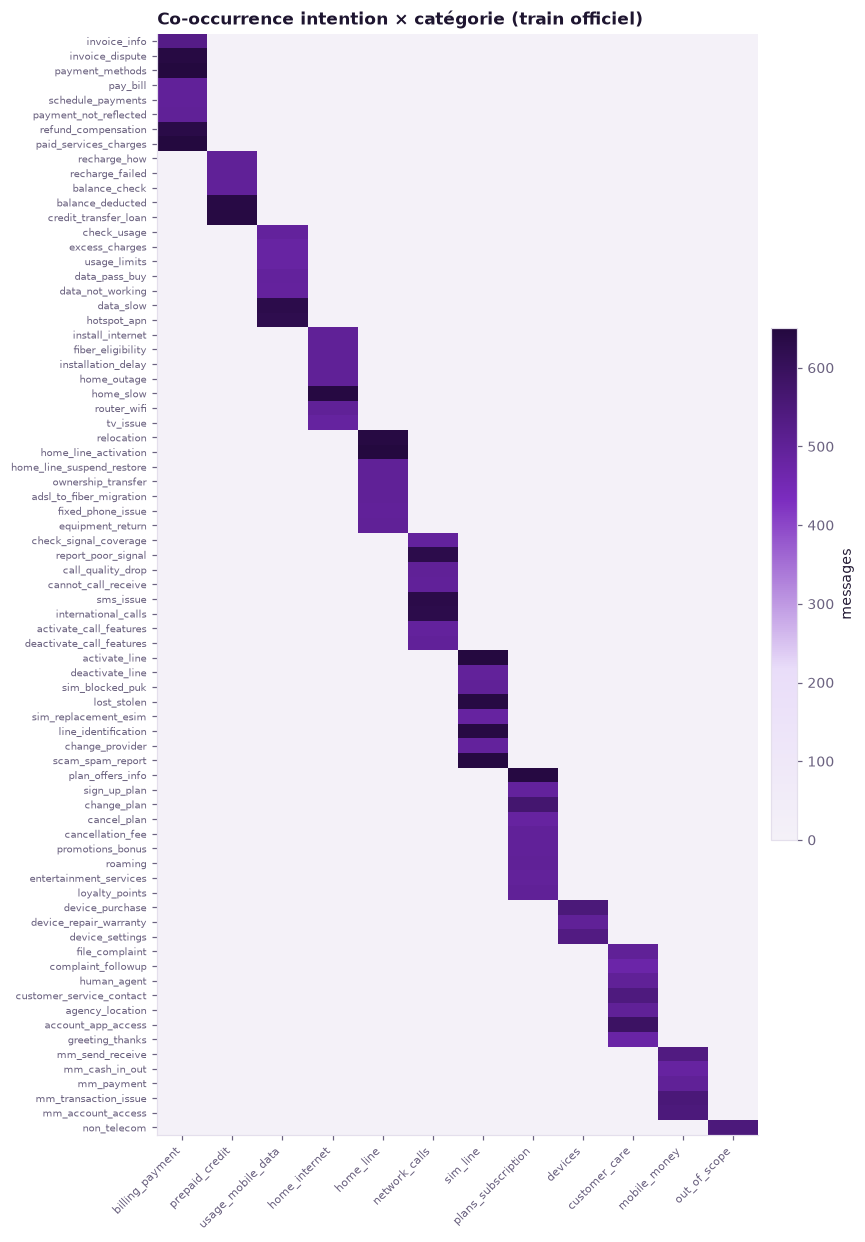 Co-occurrence intention × catégorie (train officiel)
invoice_info
invoice_dispute
payment_methods
pay_bill
schedule_payments
payment_not_reflected
refund_compensation
paid_services_charges
recharge_how
recharge_failed
balance_check
balance_deducted
credit_transfer_loan
check_usage
excess_charges
usage_limits
data_pass_buy
data_not_working
data_slow
hotspot_apn
install_internet
fiber_eligibility
installation_delay
home_outage
home_slow
router_wifi
tv_issue
relocation
home_line_activation
home_line_suspend_restore
ownership_transfer
adsl_to_fiber_migration
fixed_phone_issue
equipment_return
check_signal_coverage
report_poor_signal
call_quality_drop
cannot_call_receive
sms_issue
international_calls
activate_call_features
deactivate_call_features
activate_line
deactivate_line
sim_blocked_puk
lost_stolen
sim_replacement_esim
line_identification
change_provider
scam_spam_report
plan_offers_info
sign_up_plan
change_plan
cancel_plan
cancellation_fee
promotions_bonus
roaming
entertainment_services
loyalty_points
device_purchase
device_repair_warranty
device_settings
file_complaint
complaint_followup
human_agent
customer_service_contact
agency_location
account_app_access
greeting_thanks
mm_send_receive
mm_cash_in_out
mm_payment
mm_transaction_issue
mm_account_access
non_telecom
billing_payment
prepaid_credit
usage_mobile_data
home_internet
home_line
network_calls
sim_line
plans_subscription
devices
customer_care
mobile_money
out_of_scope
600
500
400
300
200
100
0
messages